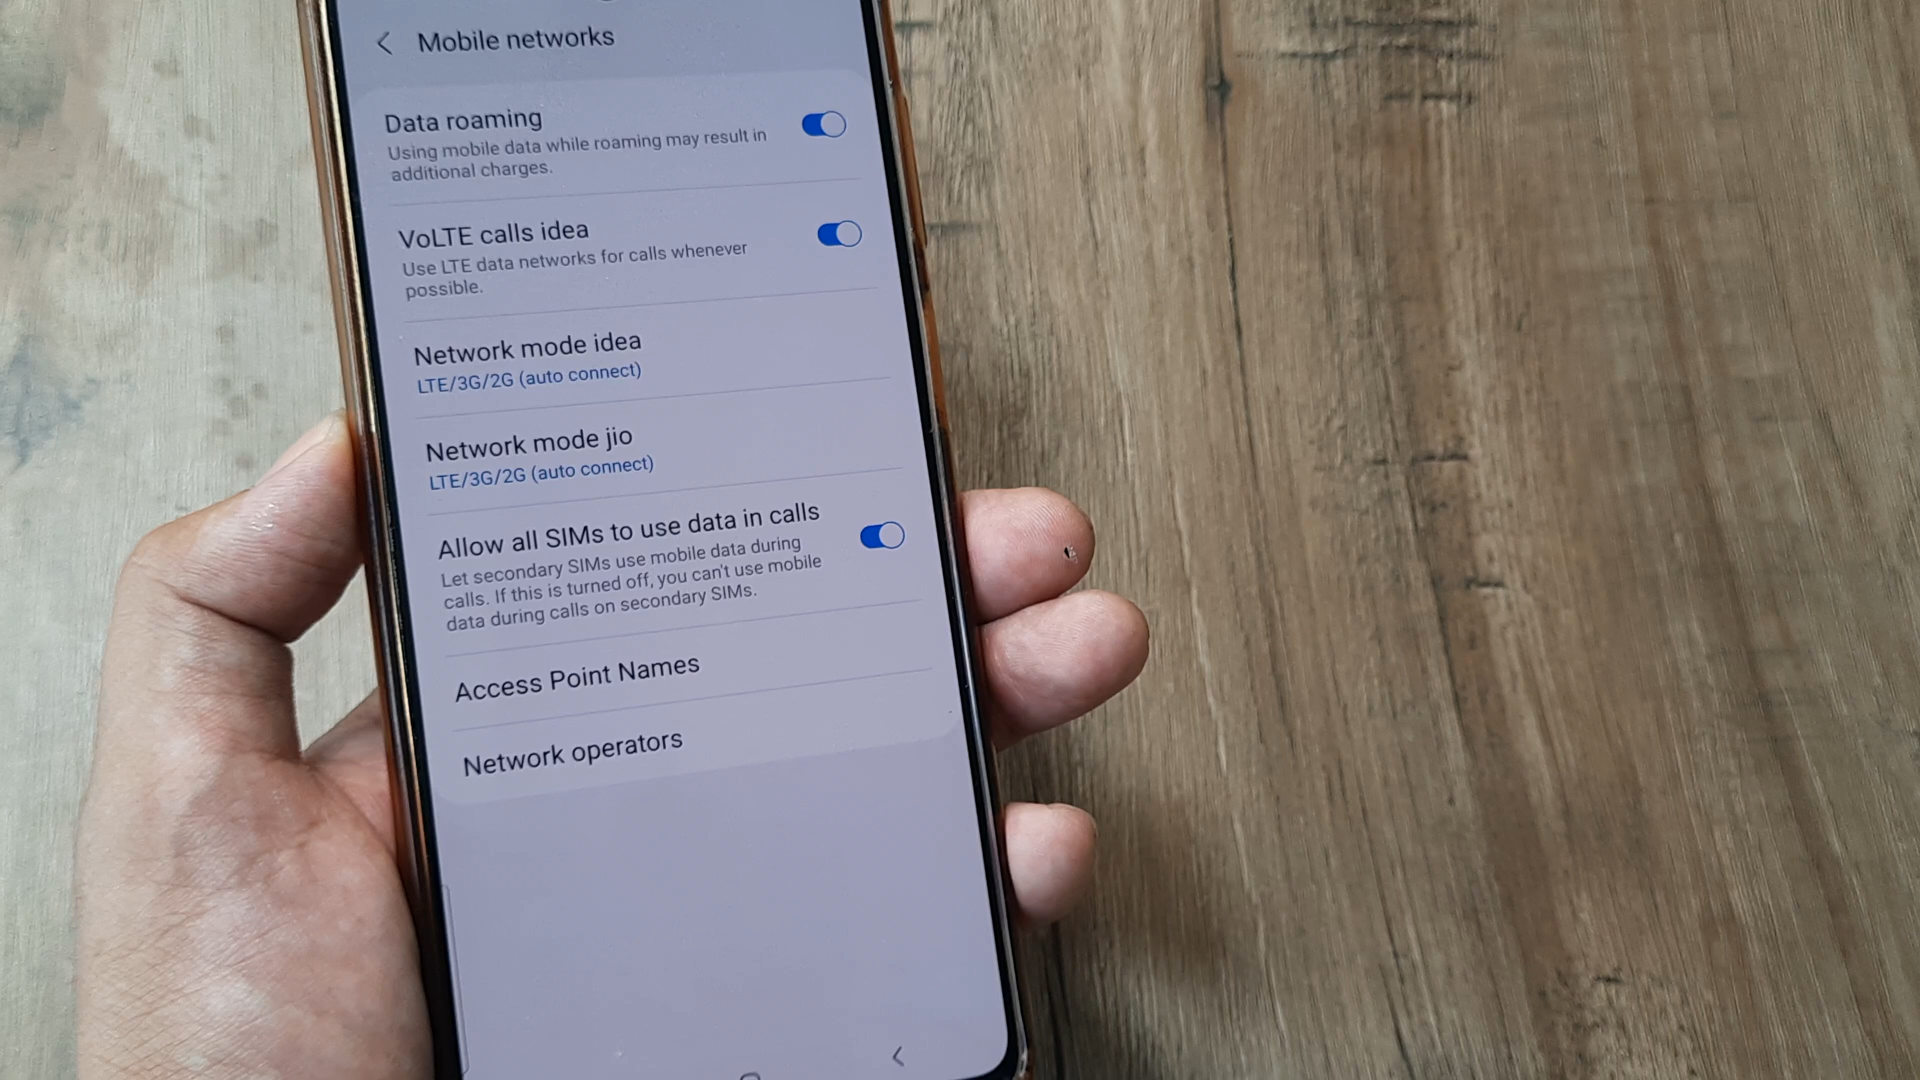 Mobile networks
Data roaming
Using mobile data while roaming may result in
additional charges.
VoLTE calls idea
Use LTE data networks for calls whenever
possible.
Network mode idea
LTE/3G/2G (auto connect)
Network mode jio
LTE/3G/2G (auto connect)
Allow all SIMs to use data in calls
Let secondary SIMs use mobile data during
calls. If this is turned off, you can't use mobile
data during calls on secondary SIMs.
Access Point Names
Network operators